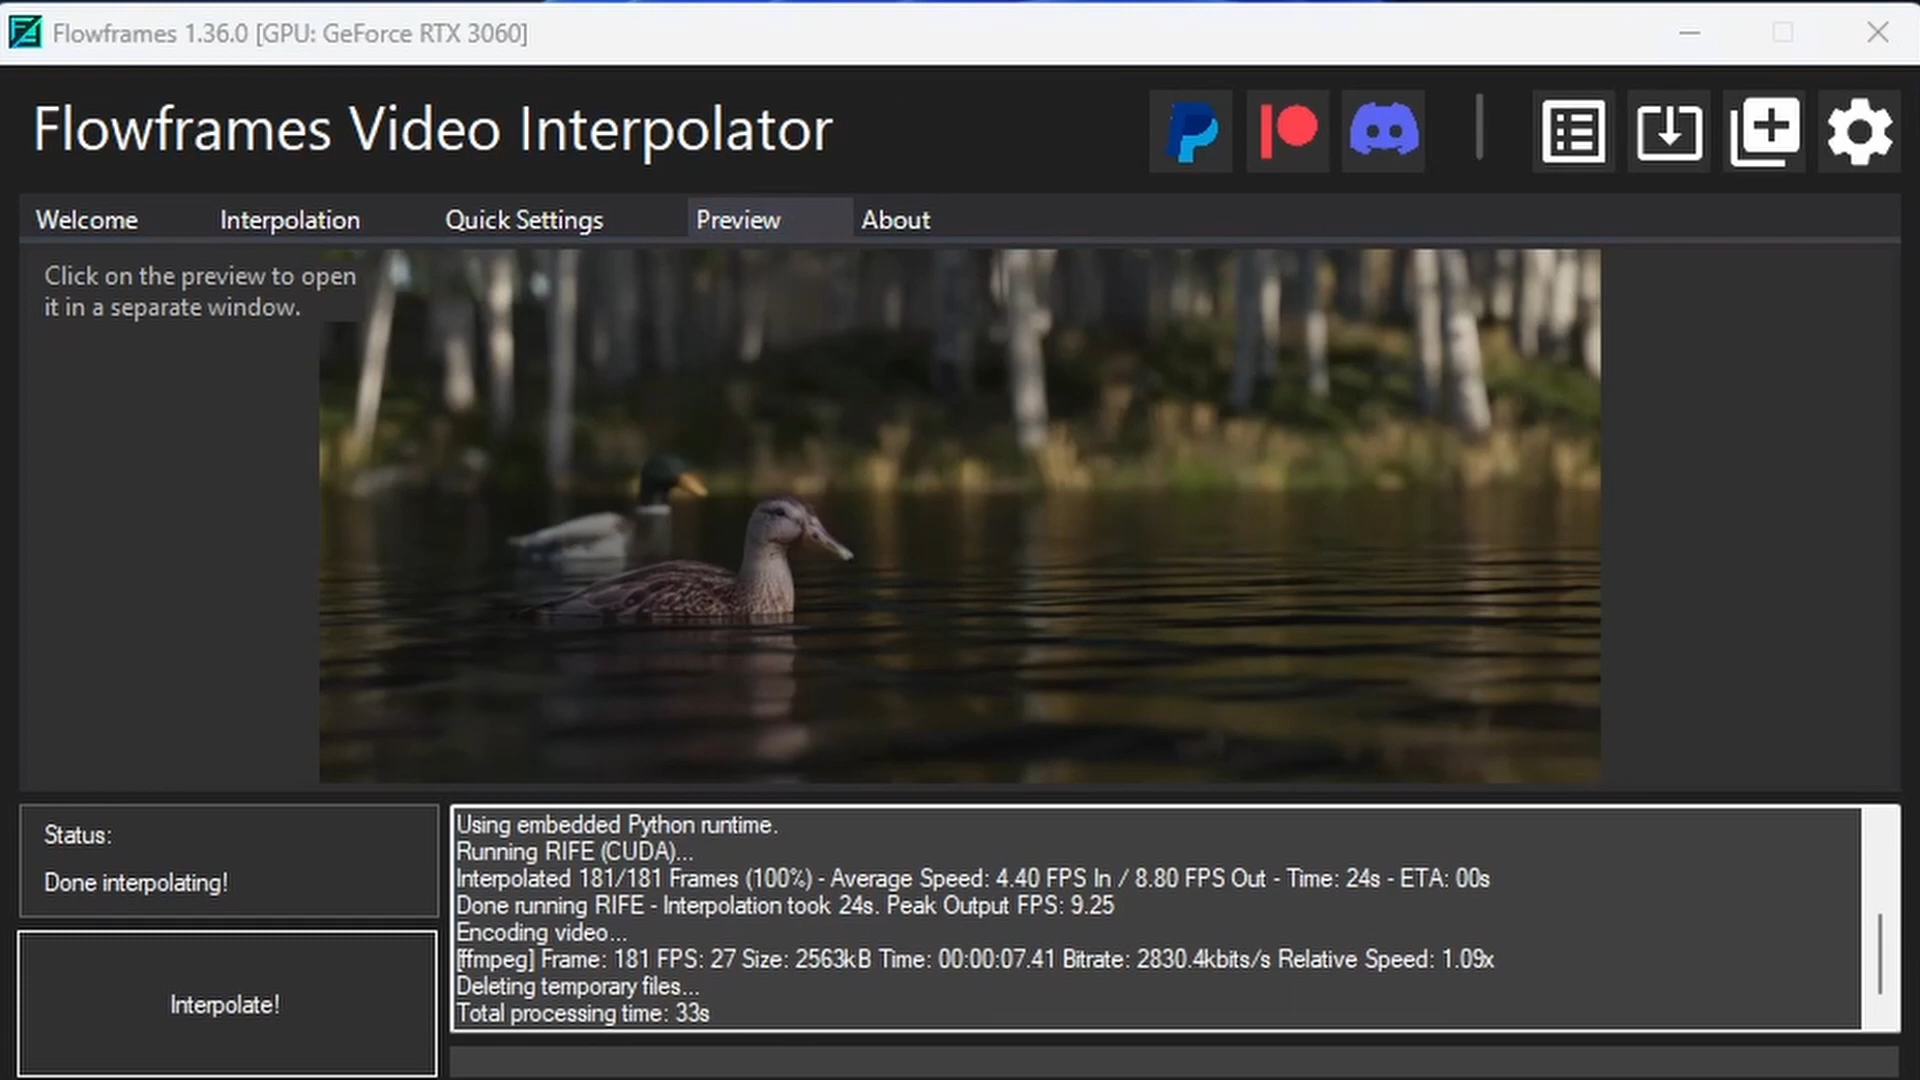 Flowframes 1.36.0 [GPU: GeForce RTX 3060]
Flowframes Video Interpolator
Welcome Interpolation Quick Settings Preview About
Click on the preview to open
it in a separate window.
Status:
Done interpolating!
Interpolate!
Using embedded Python runtime.
Running RIFE (CUDA)...
Interpolated 181/181 Frames (100%) - Average Speed: 4.40 FPS In / 8.80 FPS Out - Time: 24s - ETA: 00s
Done running RIFE - Interpolation took 24s. Peak Output FPS: 9.25
Encoding video...
[ffmpeg] Frame: 181 FPS: 27 Size: 2563kB Time: 00:00:07.41 Bitrate: 2830.4kbits/s Relative Speed: 1.09x
Deleting temporary files...
Total processing time: 33s